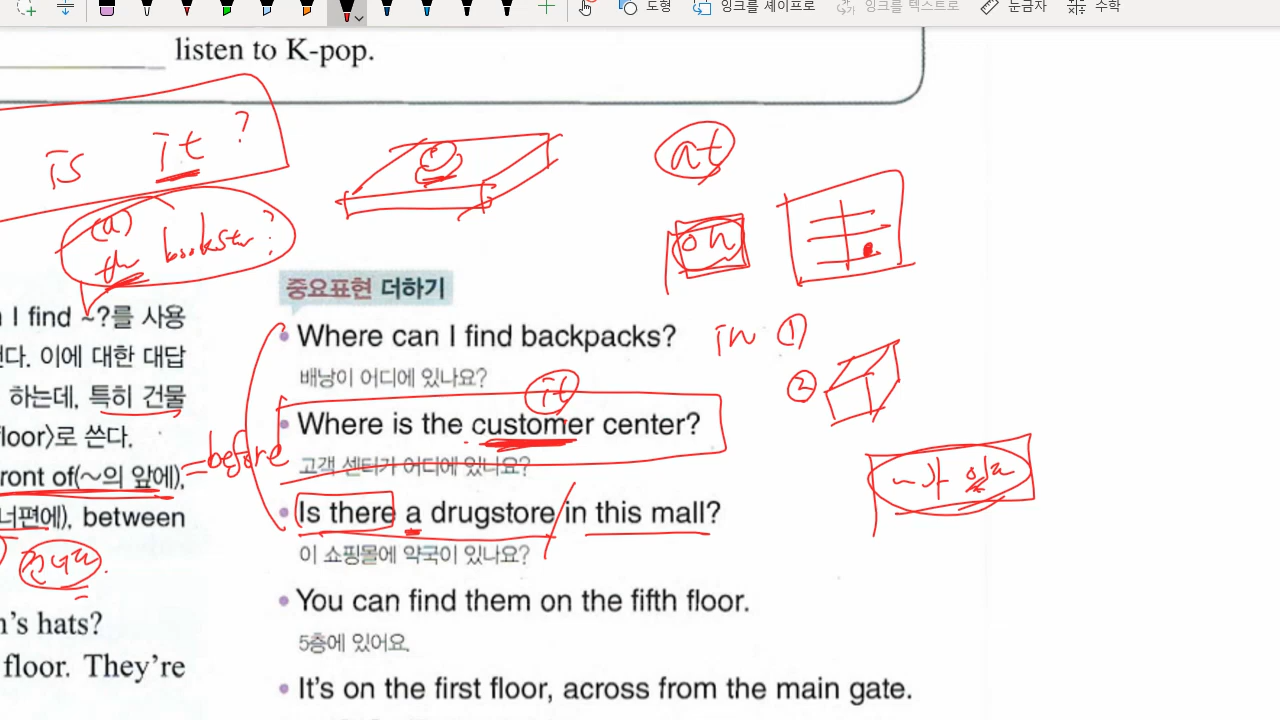 도형 잉크를 셰이프로 잉크를 텍스트로 눈금자 수학
listen to K-pop.
is it ?
at
(a)
the
on
중요표현 더하기
I find ~?를 사용
Where can I find backpacks?
in ①
다. 이에 대한 대답
배낭이 어디에 있나요?
②
it
하는데, 특히 건물
Where is the customer center?
floor〉로 쓴다.
before
고객 센터가 어디에 있나요?
ront of(~의 앞에),
Is there a drugstore in this mall?
너편에), between
이 쇼핑몰에 약국이 있나요?
You can find them on the fifth floor.
n's hats?
5층에 있어요.
floor. They're
It's on the first floor, across from the main gate.